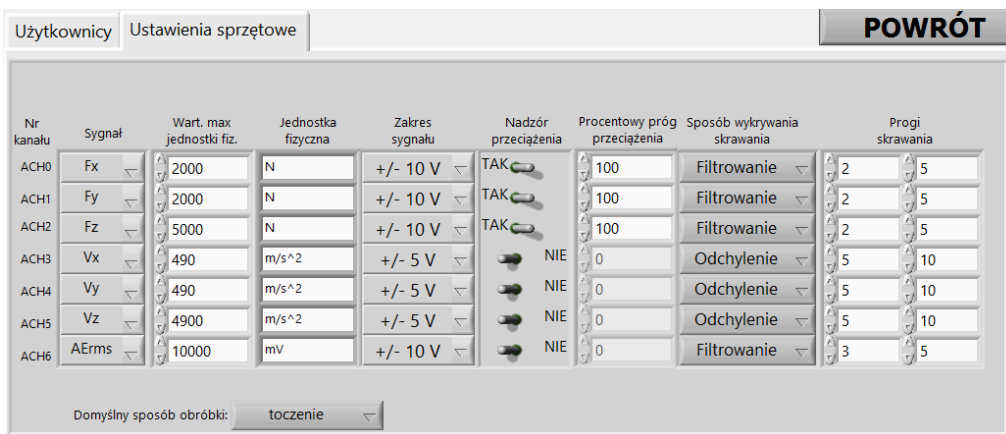 Użytkownicy Ustawienia sprzętowe POWRÓT
Nr kanału Sygnał Wart. max jednostki fiz. Jednostka fizyczna Zakres sygnału Nadzór przeciążenia Procentowy próg przeciążenia Sposób wykrywania skrawania Progi skrawania
ACH0 Fx 2000 N +/- 10 V TAK 100 Filtrowanie 2 5
ACH1 Fy 2000 N +/- 10 V TAK 100 Filtrowanie 2 5
ACH2 Fz 5000 N +/- 10 V TAK 100 Filtrowanie 2 5
ACH3 Vx 490 m/s^2 +/- 5 V NIE 0 Odchylenie 5 10
ACH4 Vy 490 m/s^2 +/- 5 V NIE 0 Odchylenie 5 10
ACH5 Vz 4900 m/s^2 +/- 5 V NIE 0 Odchylenie 5 10
ACH6 AErms 10000 mV +/- 10 V NIE 0 Filtrowanie 3 5
Domyślny sposób obróbki: toczenie